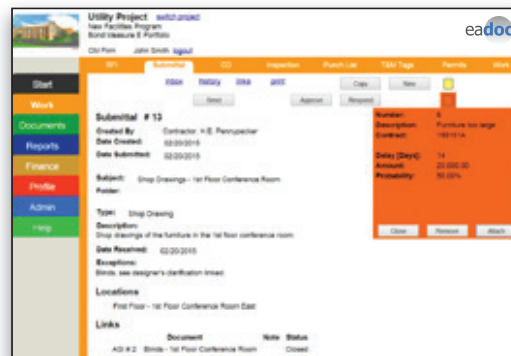 Utility Project switch project
New Facilities Program
Bond Measure E Portfolio
Old Firm John Smith logout
eadoc
RFI Submittal CO Inspection Punch List T&M Tags Permits Work
inbox history links print Copy New
Send Approve Respond
Start
Work
Documents
Reports
Finance
Profile
Admin
Help
Submittal # 13
Created By Contractor, H.B. Pennypacker
Date Created: 02/20/2015
Date Submitted: 02/20/2015
Subject: Shop Drawings - 1st Floor Conference Room
Folder:
Type: Shop Drawing
Description:
Shop drawings of the furniture in the 1st floor conference room
Date Received: 02/20/2015
Exceptions:
Blinds, see designer's clarification linked
Locations
First Floor - 1st Floor Conference Room East
Links
Document Note Status
ASI # 2 Blinds - 1st Floor Conference Room Closed
Number: 6
Description: Furniture too large
Contract:
Delay [Days]: 14
Amount: 20,000.00
Probability: 50.00%
Close Remove Attach